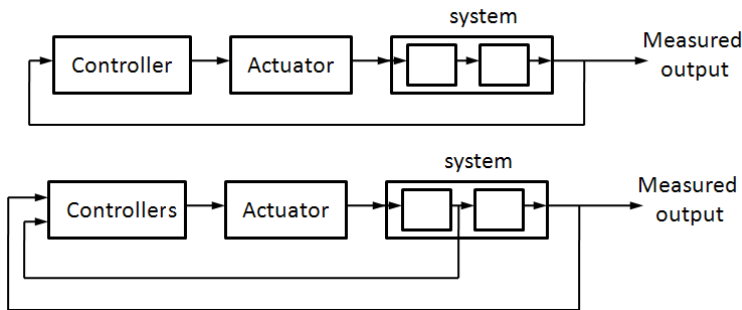 system
Controller
Actuator
Measured
output
system
Controllers
Actuator
Measured
output